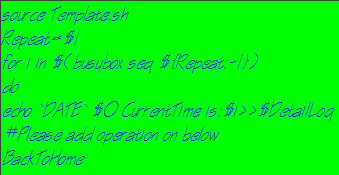 source Template.sh
Repeat=$1
for i in $( busybox seq ${Repeat:-1} )
do
echo `DATE` $0 CurrentTime is: $i>>$DetailLog
#Please add operation on below
BackToHome